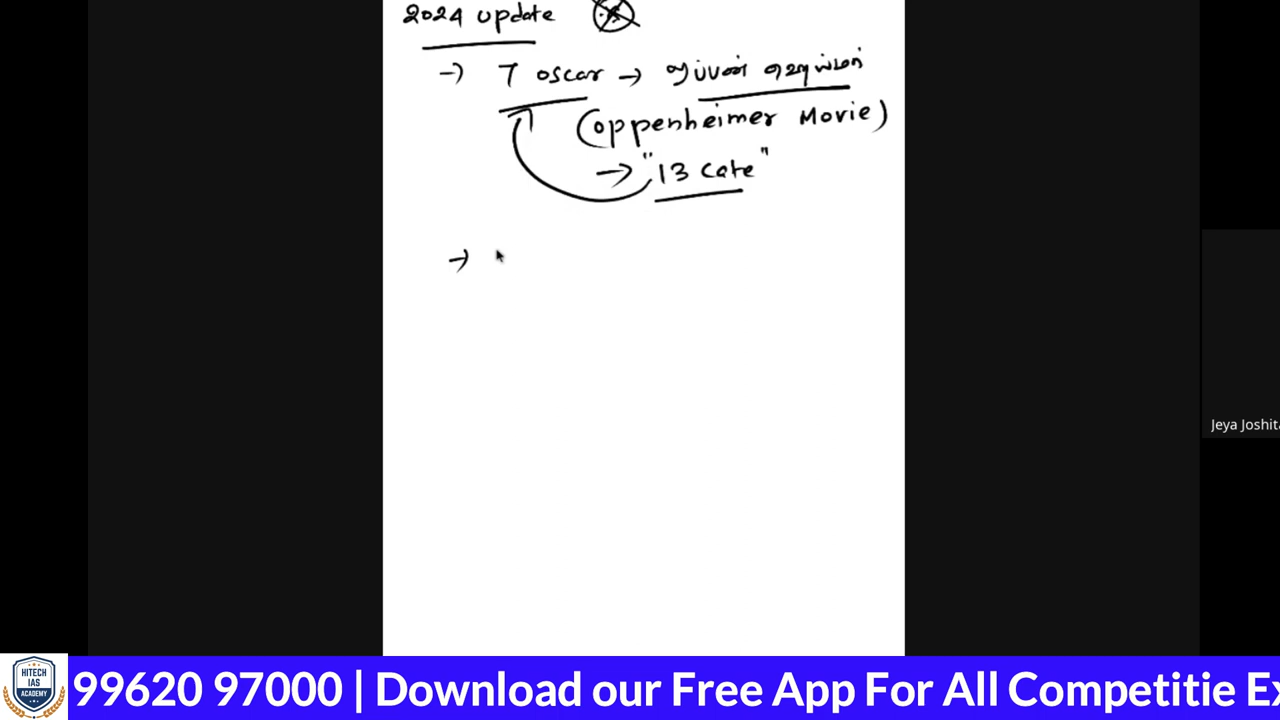 2024 update
→ 7 oscar → ஓப்பன் ஹெய்மர்
(Oppenheimer Movie)
→ "13 Cate"
→
Jeya Joshit
HITECH
IAS
ACADEMY
99620 97000 | Download our Free App For All Competitie Ex